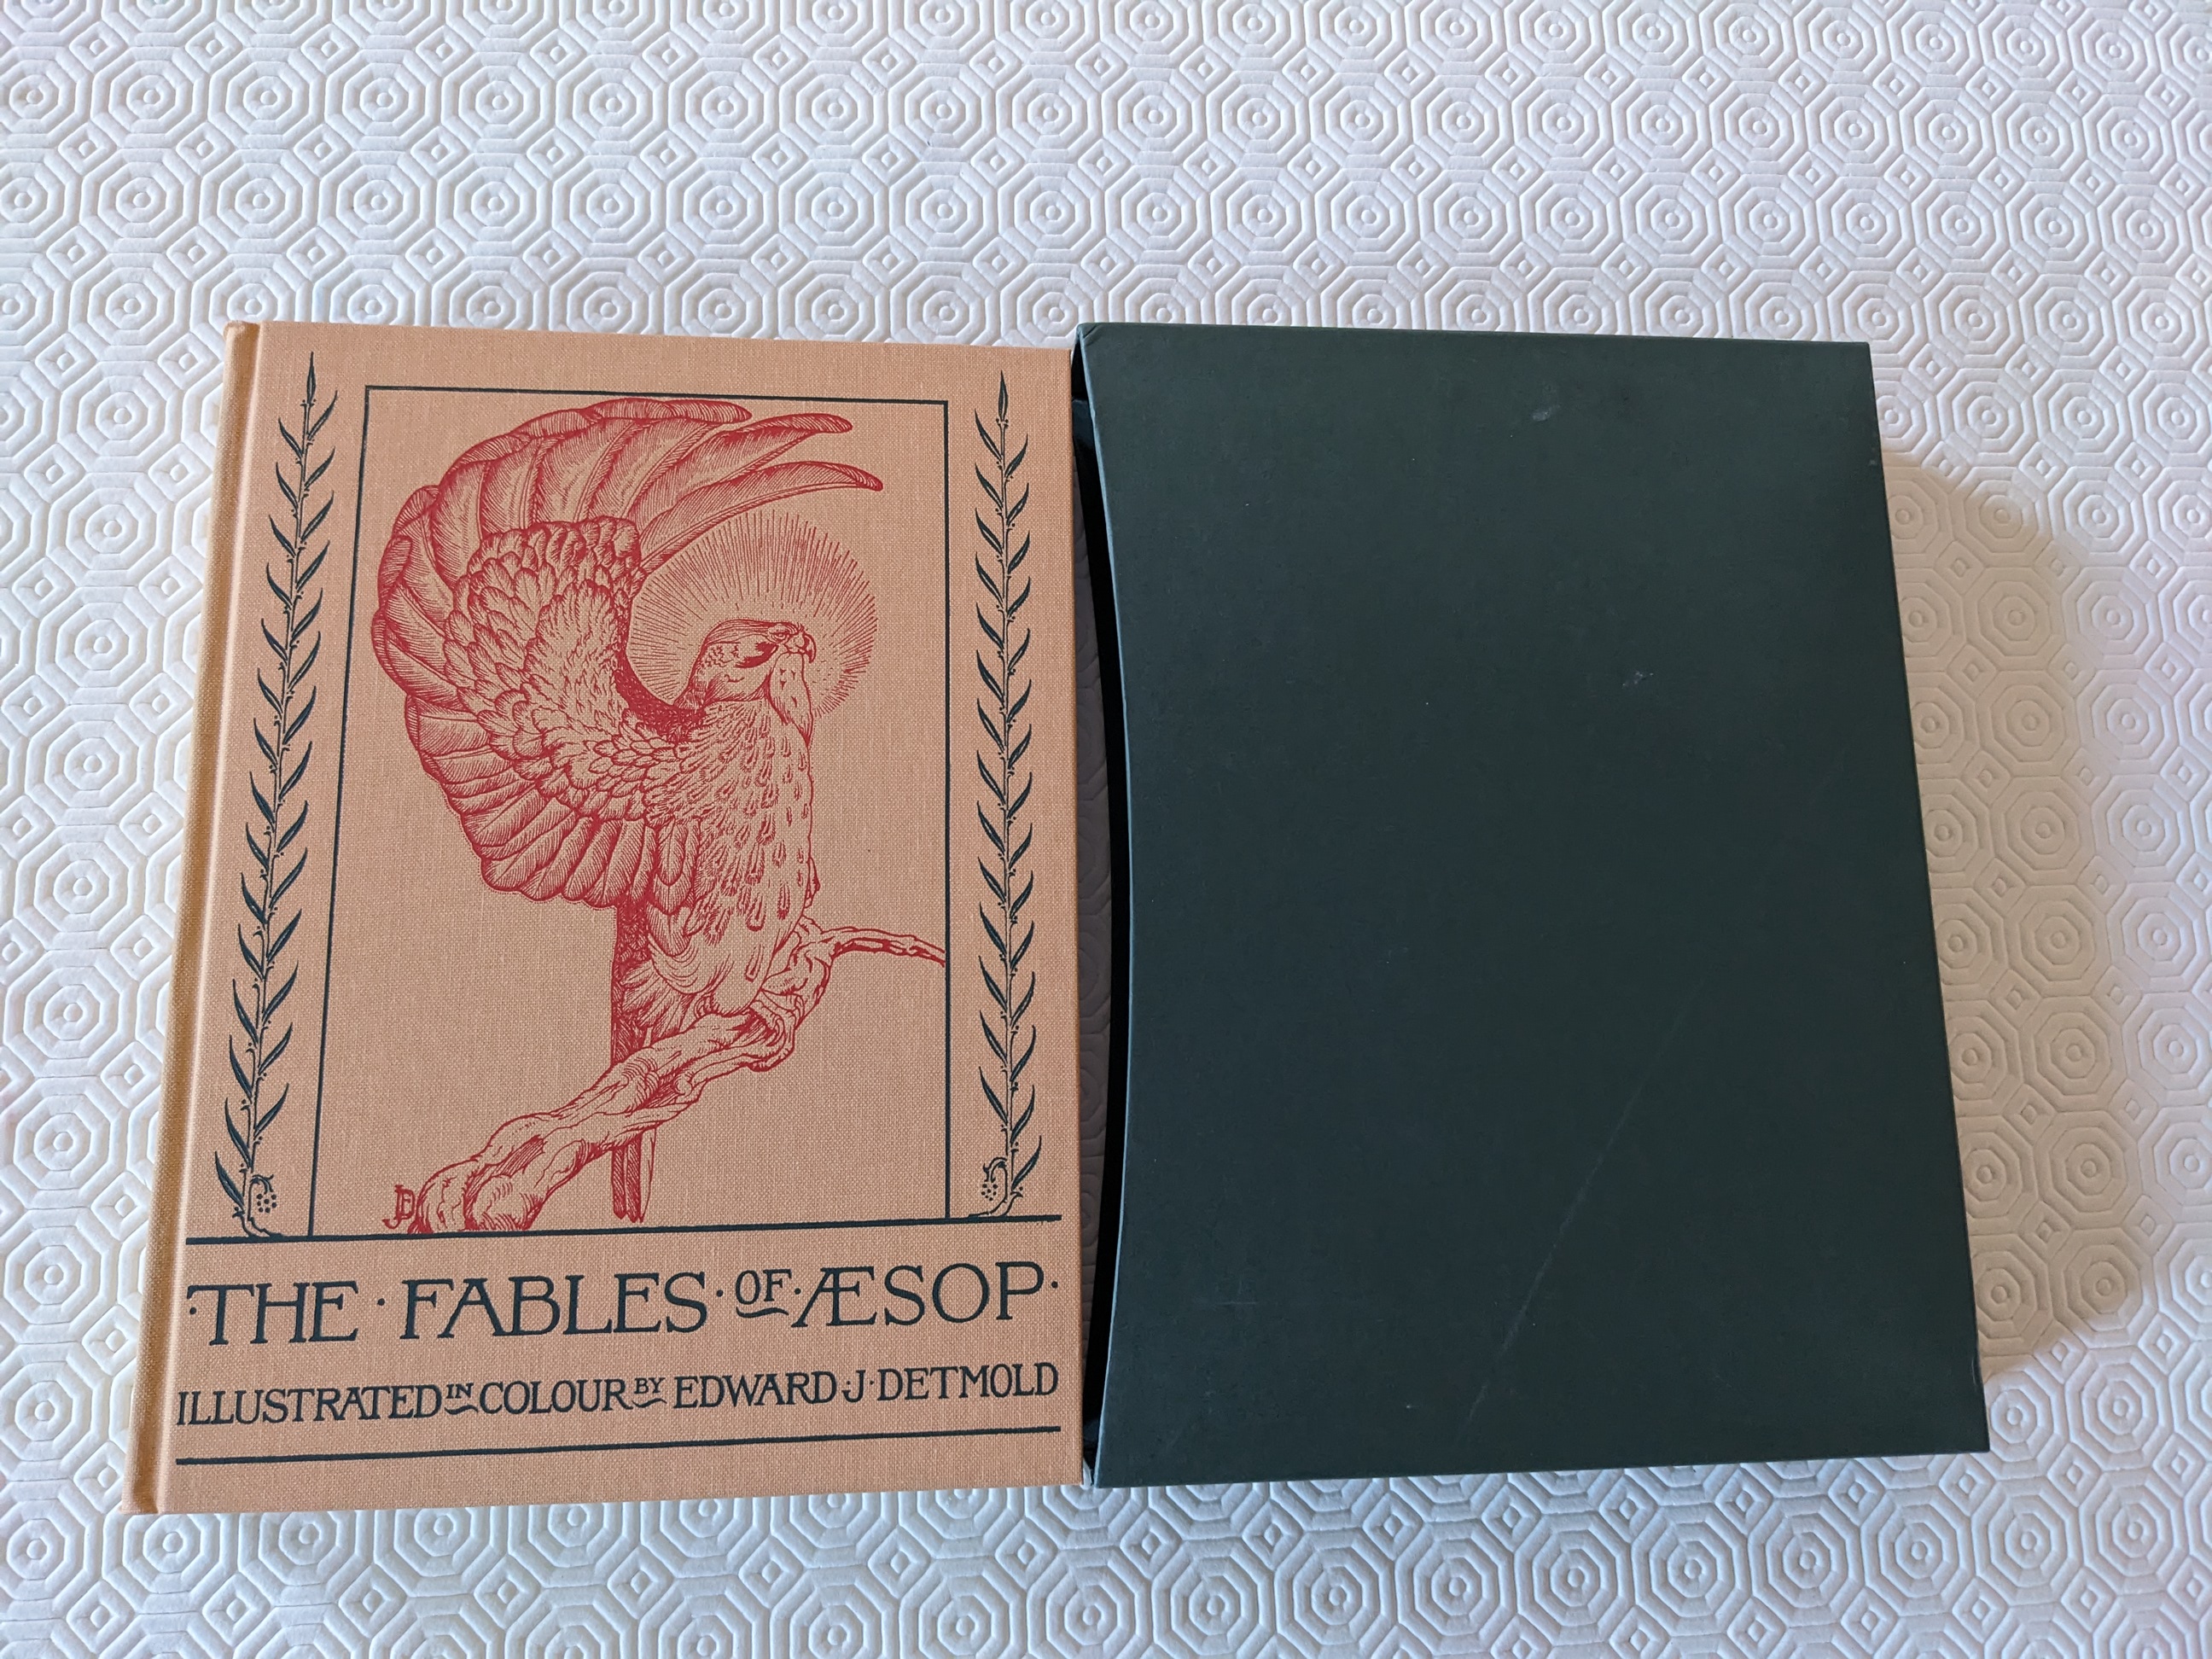 ·THE·FABLES·OF·ÆSOP·
ILLUSTRATED IN COLOUR BY EDWARD·J·DETMOLD